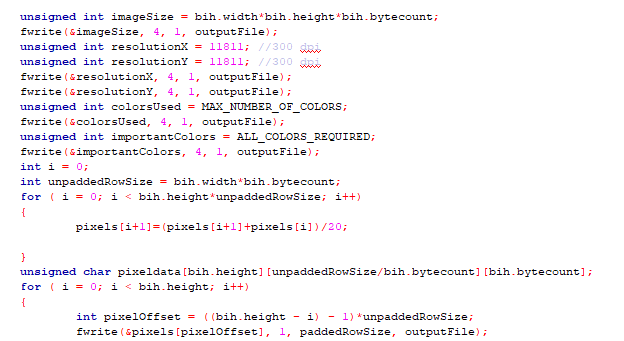 unsigned int imageSize = bih.width*bih.height*bih.bytecount;
fwrite(&imageSize, 4, 1, outputFile);
unsigned int resolutionX = 11811; //300 dpi
unsigned int resolutionY = 11811; //300 dpi
fwrite(&resolutionX, 4, 1, outputFile);
fwrite(&resolutionY, 4, 1, outputFile);
unsigned int colorsUsed = MAX_NUMBER_OF_COLORS;
fwrite(&colorsUsed, 4, 1, outputFile);
unsigned int importantColors = ALL_COLORS_REQUIRED;
fwrite(&importantColors, 4, 1, outputFile);
int i = 0;
int unpaddedRowSize = bih.width*bih.bytecount;
for ( i = 0; i < bih.height*unpaddedRowSize; i++)
{
pixels[i+1]=(pixels[i+1]+pixels[i])/20;
}
unsigned char pixeldata[bih.height][unpaddedRowSize/bih.bytecount][bih.bytecount];
for ( i = 0; i < bih.height; i++)
{
int pixelOffset = ((bih.height - i) - 1)*unpaddedRowSize;
fwrite(&pixels[pixelOffset], 1, paddedRowSize, outputFile);